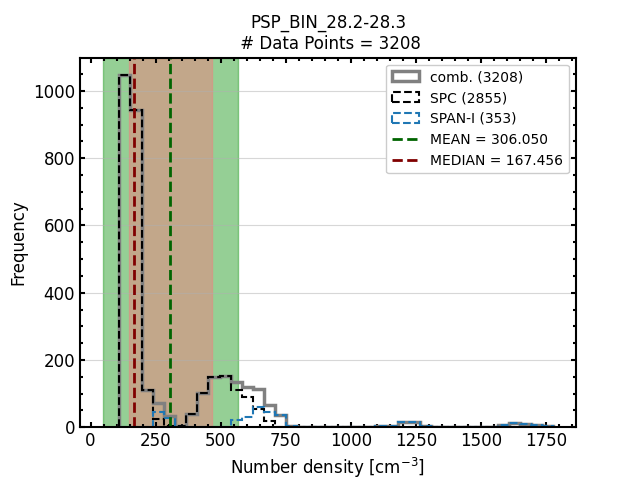 PSP_BIN_28.2-28.3
# Data Points = 3208
comb. (3208)
SPC (2855)
SPAN-I (353)
MEAN = 306.050
MEDIAN = 167.456
Frequency
1000
800
600
400
200
0
0 250 500 750 1000 1250 1500 1750
Number density [cm⁻³]